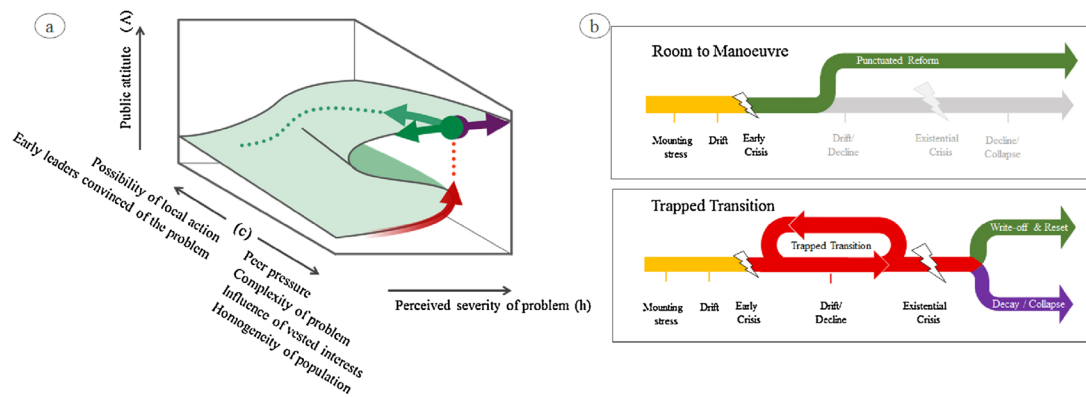 a
Public attitude (A)
Possibility of local action
Early leaders convinced of the problem
(c)
Peer pressure
Complexity of problem
Influence of vested interests
Homogeneity of population
Perceived severity of problem (h)
b
Room to Manoeuvre
Punctuated Reform
Mounting
stress
Drift
Early
Crisis
Drift/
Decline
Existential
Crisis
Decline/
Collapse
Trapped Transition
Write-off & Reset
Trapped Transition
Decay / Collapse
Mounting
stress
Drift
Early
Crisis
Drift/
Decline
Existential
Crisis